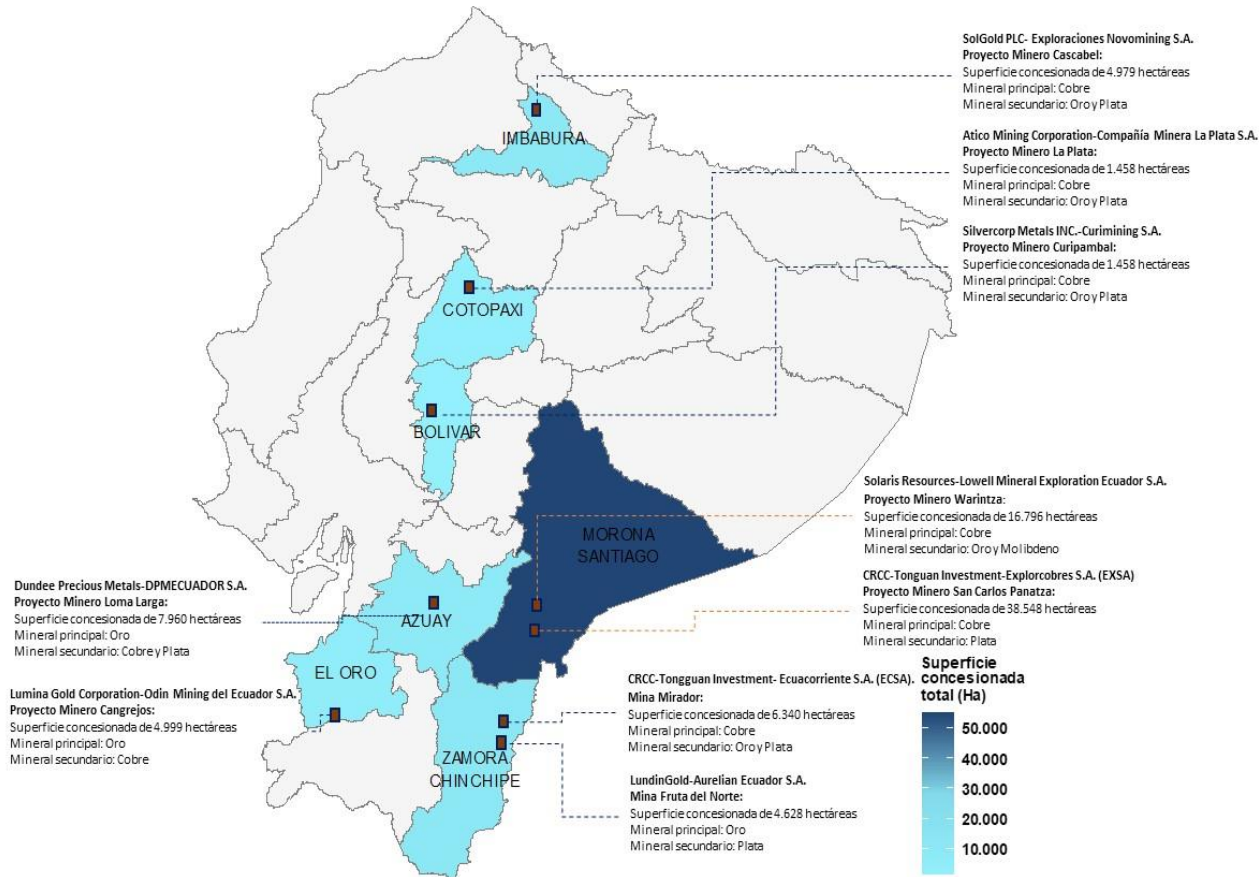 SolGold PLC- Exploraciones Novomining S.A.
Proyecto Minero Cascabel:
Superficie concesionada de 4.979 hectáreas
Mineral principal: Cobre
Mineral secundario: Oro y Plata
IMBABURA
Atico Mining Corporation-Compañía Minera La Plata S.A.
Proyecto Minero La Plata:
Superficie concesionada de 1.458 hectáreas
Mineral principal: Cobre
Mineral secundario: Oro y Plata
Silvercorp Metals INC.-Curimining S.A.
Proyecto Minero Curipambal:
Superficie concesionada de 1.458 hectáreas
Mineral principal: Cobre
Mineral secundario: Oro y Plata
COTOPAXI
BOLIVAR
Solaris Resources-Lowell Mineral Exploration Ecuador S.A.
Proyecto Minero Warintza:
Superficie concesionada de 16.796 hectáreas
Mineral principal: Cobre
Mineral secundario: Oro y Molibdeno
MORONA
SANTIAGO
CRCC-Tonguan Investment-Explorcobres S.A. (EXSA)
Proyecto Minero San Carlos Panatza:
Superficie concesionada de 38.548 hectáreas
Mineral principal: Cobre
Mineral secundario: Plata
Dundee Precious Metals-DPMECUADOR S.A.
Proyecto Minero Loma Larga:
Superficie concesionada de 7.960 hectáreas
Mineral principal: Oro
Mineral secundario: Cobre y Plata
AZUAY
EL ORO
Lumina Gold Corporation-Odin Mining del Ecuador S.A.
Proyecto Minero Cangrejos:
Superficie concesionada de 4.999 hectáreas
Mineral principal: Oro
Mineral secundario: Cobre
CRCC-Tongguan Investment- Ecuacorriente S.A. (ECSA).
Mina Mirador:
Superficie concesionada de 6.340 hectáreas
Mineral principal: Cobre
Mineral secundario: Oro y Plata
ZAMORA
CHINCHIPE
LundinGold-Aurelian Ecuador S.A.
Mina Fruta del Norte:
Superficie concesionada de 4.628 hectáreas
Mineral principal: Oro
Mineral secundario: Plata
Superficie
concesionada
total (Ha)
50.000
40.000
30.000
20.000
10.000